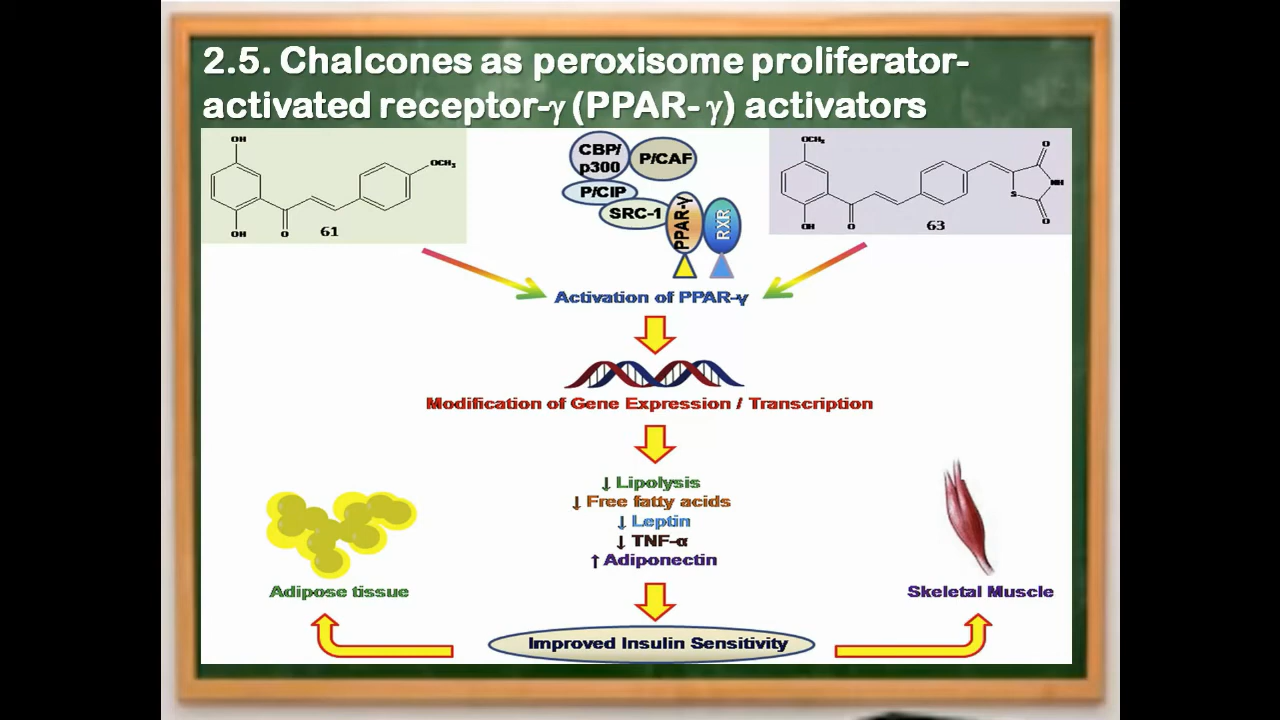 2.5. Chalcones as peroxisome proliferator-
activated receptor-γ (PPAR- γ) activators
OH
OCH3
OH
O
61
CBP/
p300
P/CAF
P/CIP
SRC-1
PPAR-γ
RXR
OCH3
OH
O
S
O
NH
O
63
Activation of PPAR-γ
Modification of Gene Expression / Transcription
↓ Lipolysis
↓ Free fatty acids
↓ Leptin
↓ TNF-α
↑ Adiponectin
Adipose tissue
Skeletal Muscle
Improved Insulin Sensitivity